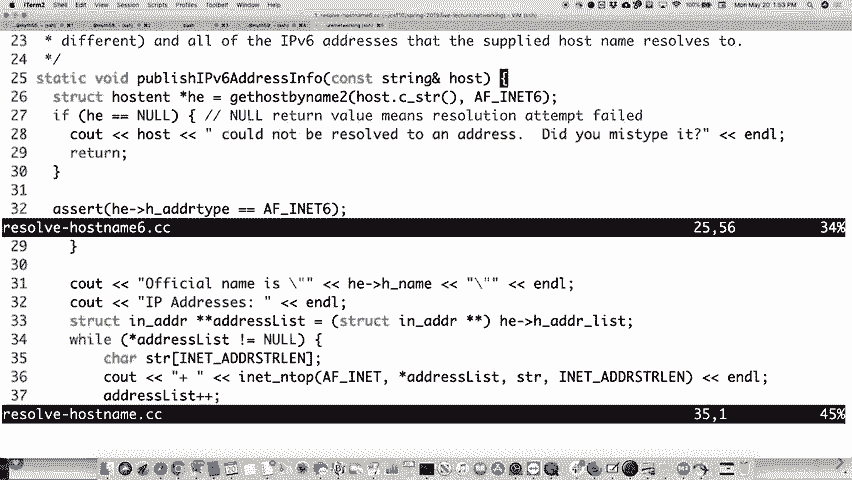 iTerm2 Shell Edit View Session Scripts Profiles Toolbelt Window Help 100% Mon May 20 1:53 PM
1. resolve-hostname6.cc
23 * different) and all of the IPv6 addresses that the supplied host name resolves to.
24 */
25 static void publishIPv6AddressInfo(const string& host) {
26 struct hostent *he = gethostbyname2(host.c_str(), AF_INET6);
27 if (he == NULL) { // NULL return value means resolution attempt failed
28 cout << host << " could not be resolved to an address.  Did you mistype it?" << endl;
29 return;
30 }
31
32 assert(he->h_addrtype == AF_INET6);
resolve-hostname6.cc 25,56 34%
29 }
30
31 cout << "Official name is \"" << he->h_name << "\"" << endl;
32 cout << "IP Addresses: " << endl;
33 struct in_addr **addressList = (struct in_addr **) he->h_addr_list;
34 while (*addressList != NULL) {
35 char str[INET_ADDRSTRLEN];
36 cout << "+ " << inet_ntop(AF_INET, *addressList, str, INET_ADDRSTRLEN) << endl;
37 addressList++;
resolve-hostname.cc 35,1 45%